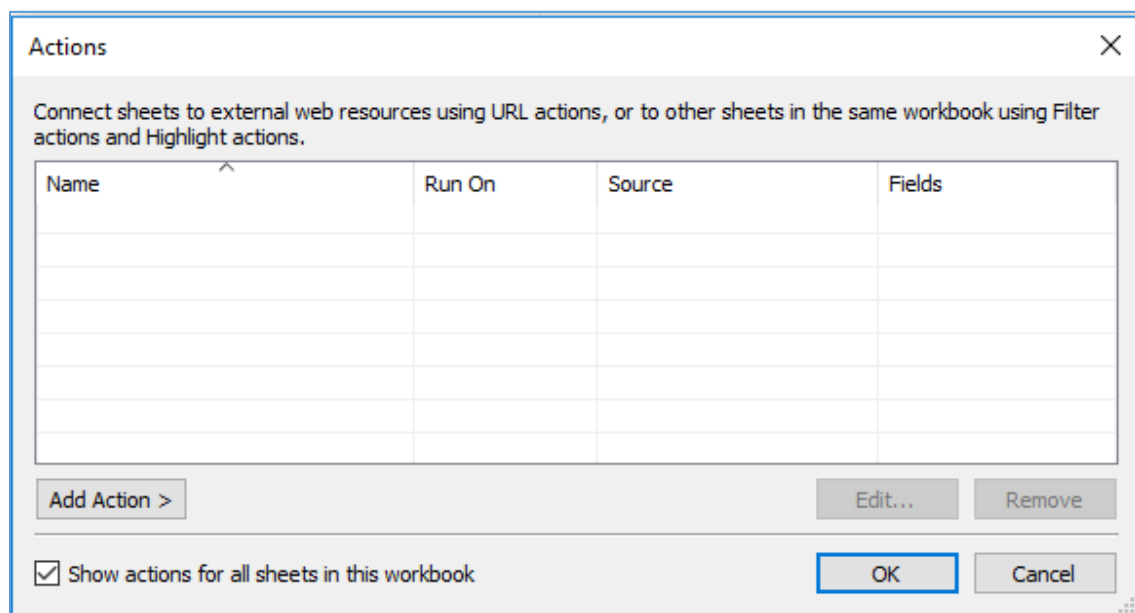 Actions
Connect sheets to external web resources using URL actions, or to other sheets in the same workbook using Filter
actions and Highlight actions.
Name Run On Source Fields
Add Action > Edit... Remove
Show actions for all sheets in this workbook OK Cancel